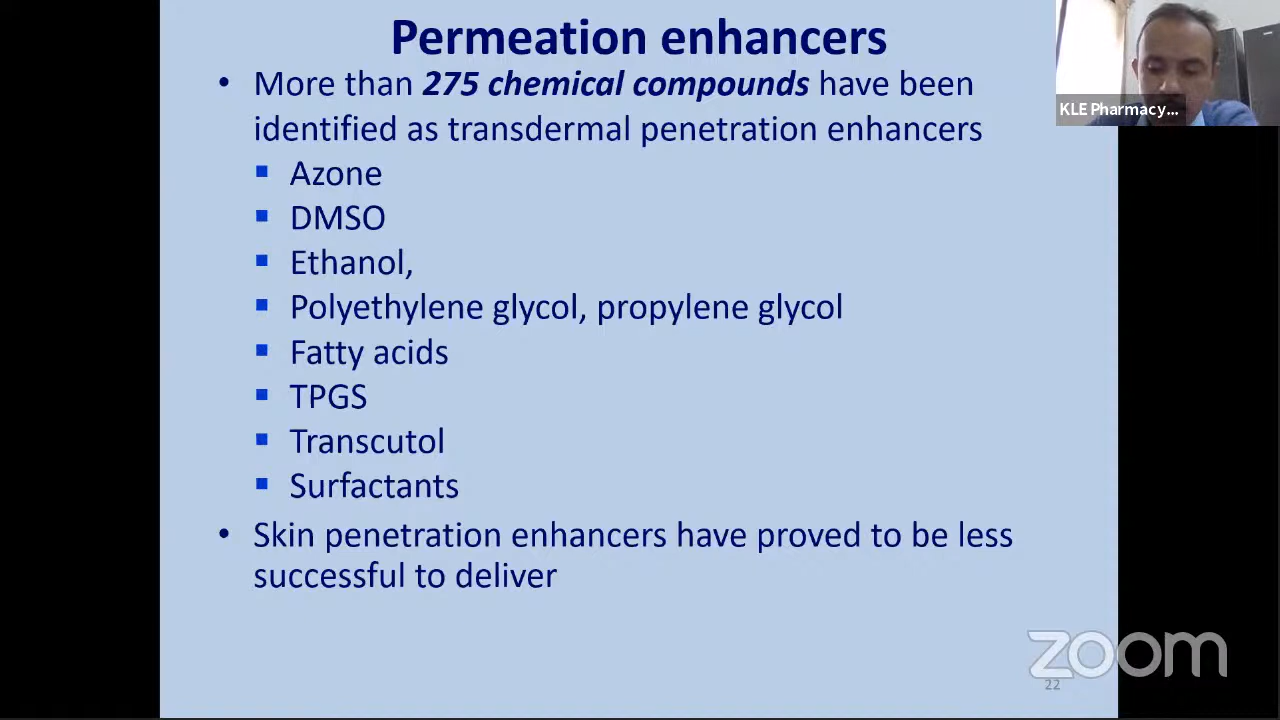 Permeation enhancers
• More than 275 chemical compounds have been
identified as transdermal penetration enhancers
▪ Azone
▪ DMSO
▪ Ethanol,
▪ Polyethylene glycol, propylene glycol
▪ Fatty acids
▪ TPGS
▪ Transcutol
▪ Surfactants
• Skin penetration enhancers have proved to be less
successful to deliver
KLE Pharmacy...
zoom
22